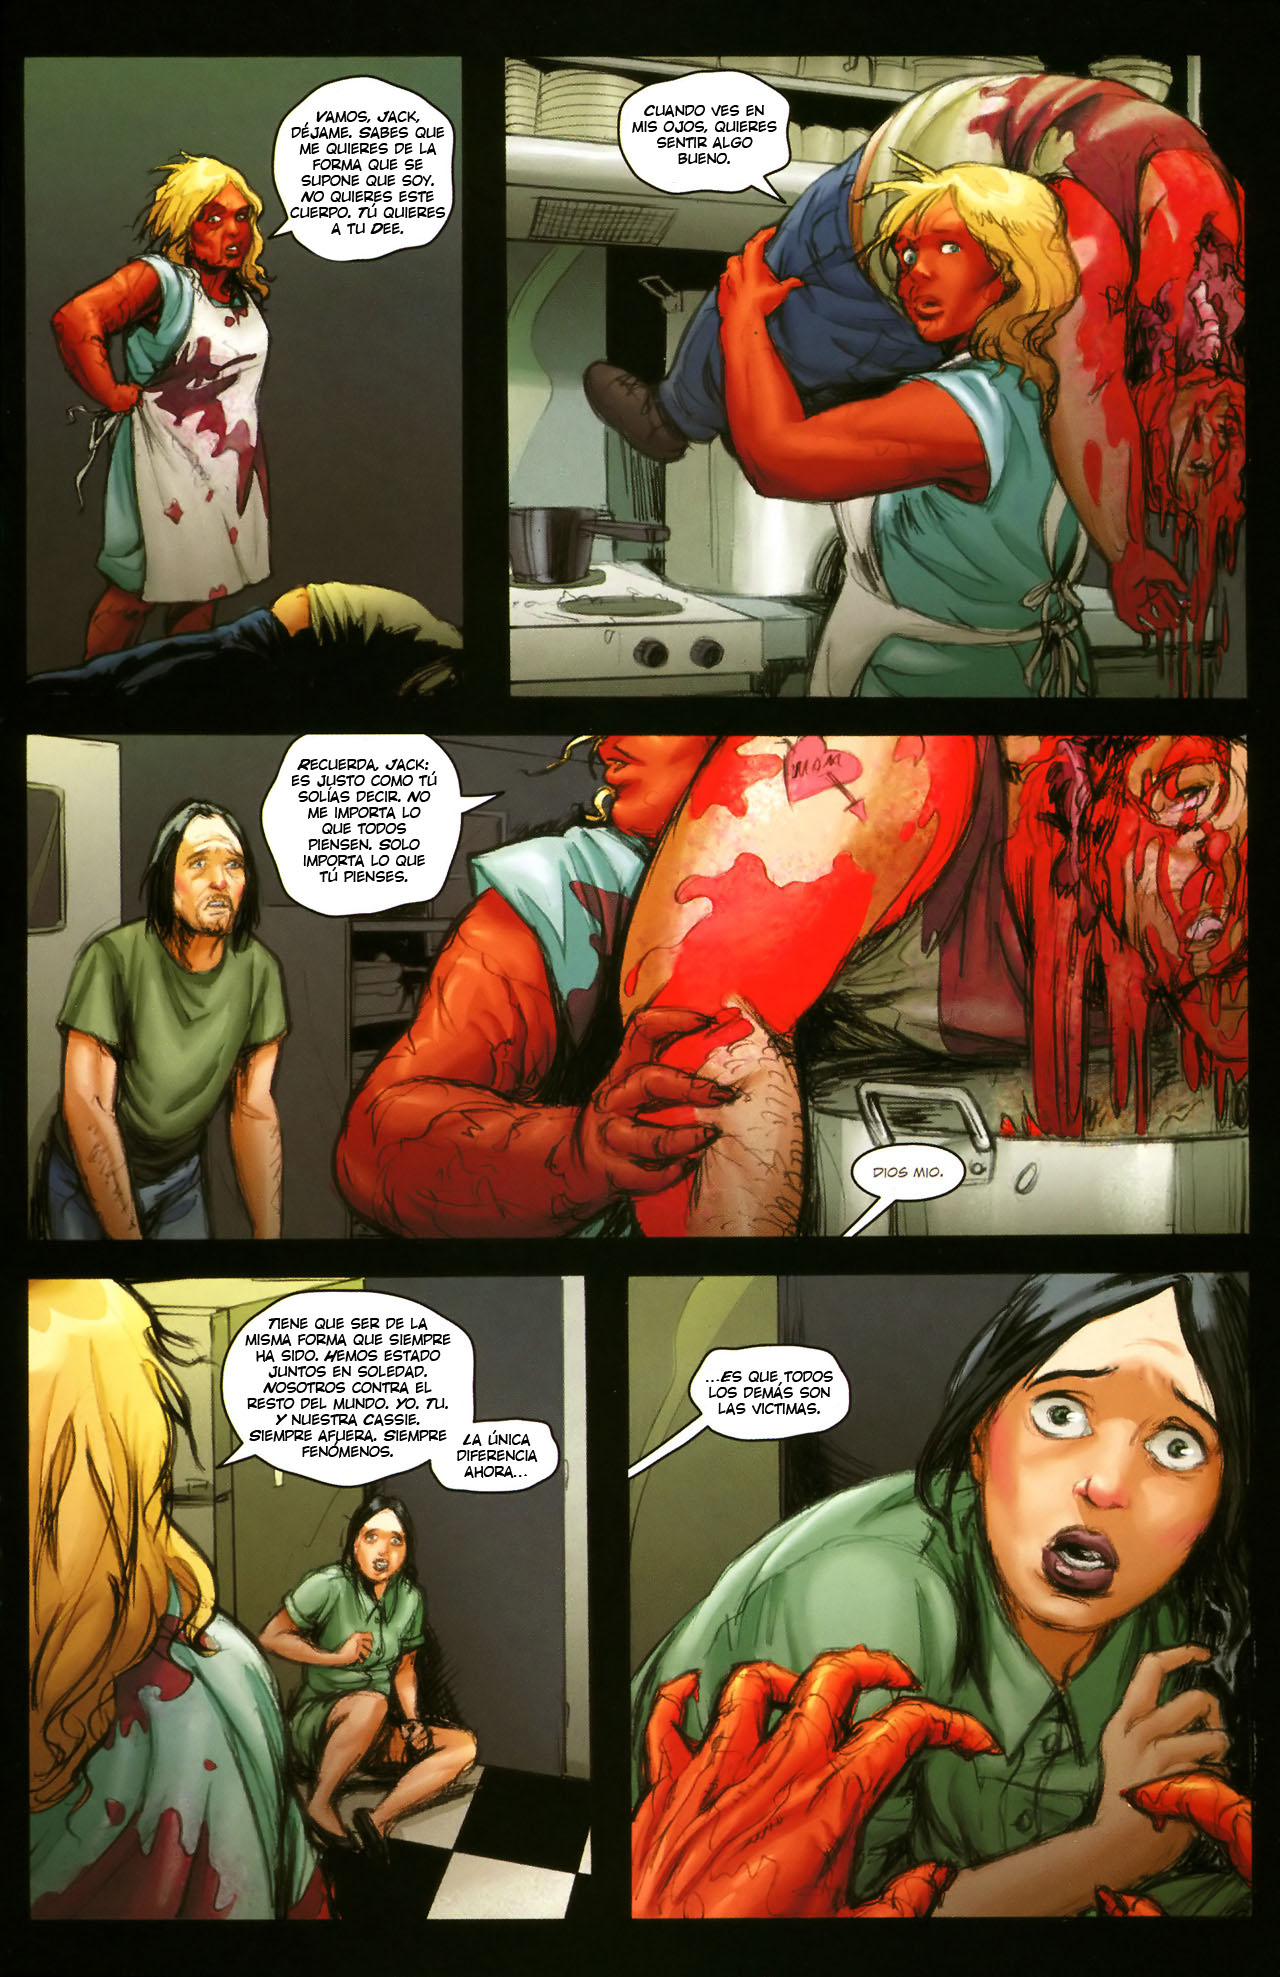 VAMOS, JACK,
DÉJAME. SABES QUE
ME QUIERES DE LA
FORMA QUE SE
SUPONE QUE SOY.
NO QUIERES ESTE
CUERPO. TÚ QUIERES
A TU DEE.
CUANDO VES EN
MIS OJOS, QUIERES
SENTIR ALGO
BUENO.
RECUERDA, JACK:
ES JUSTO COMO TÚ
SOLÍAS DECIR. NO
ME IMPORTA LO
QUE TODOS
PIENSEN. SOLO
IMPORTA LO QUE
TÚ PIENSES.
MOM
DIOS MIO.
TIENE QUE SER DE LA
MISMA FORMA QUE SIEMPRE
HA SIDO. HEMOS ESTADO
JUNTOS EN SOLEDAD.
NOSOTROS CONTRA EL
RESTO DEL MUNDO. YO. TU.
Y NUESTRA CASSIE.
SIEMPRE AFUERA. SIEMPRE
FENÓMENOS.
LA ÚNICA
DIFERENCIA
AHORA...
...ES QUE TODOS
LOS DEMÁS SON
LAS VICTIMAS.